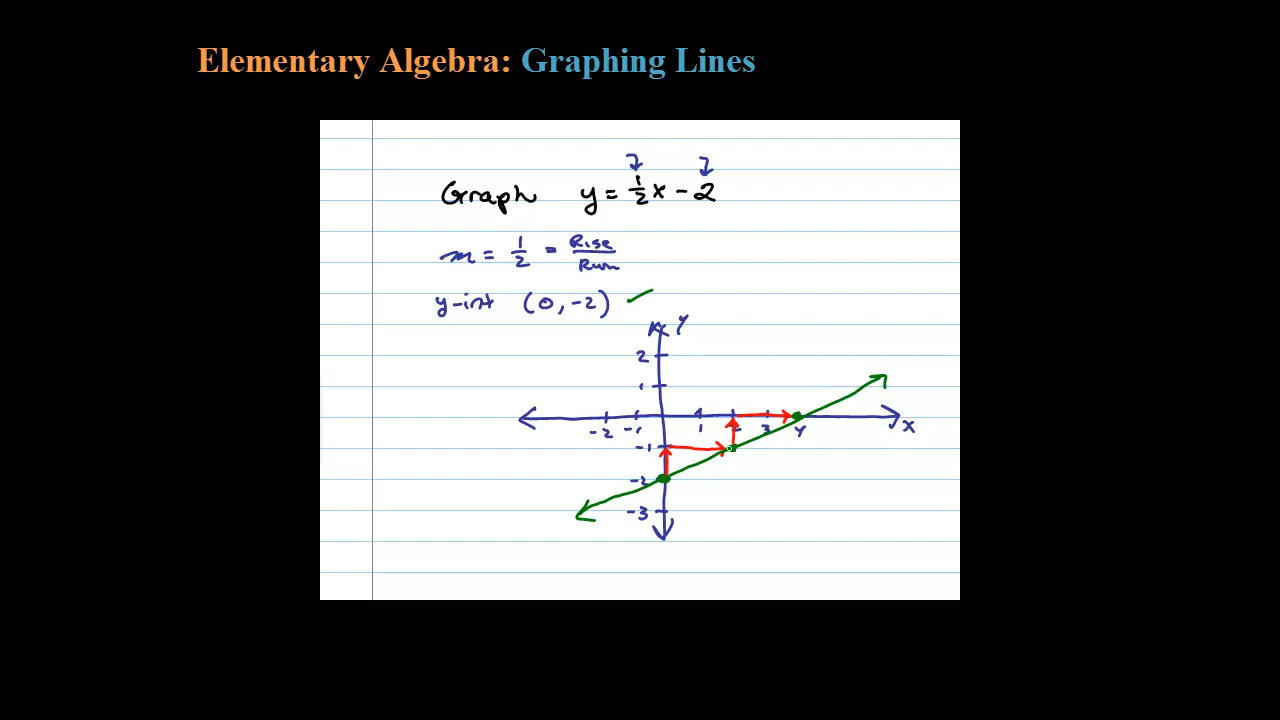 Elementary Algebra: Graphing Lines
Graph y = 1/2 x - 2
m = 1/2 = Rise/Run
y-int (0, -2)
y
2
1
-2 -1 1 2 3 4 x
-1
-2
-3